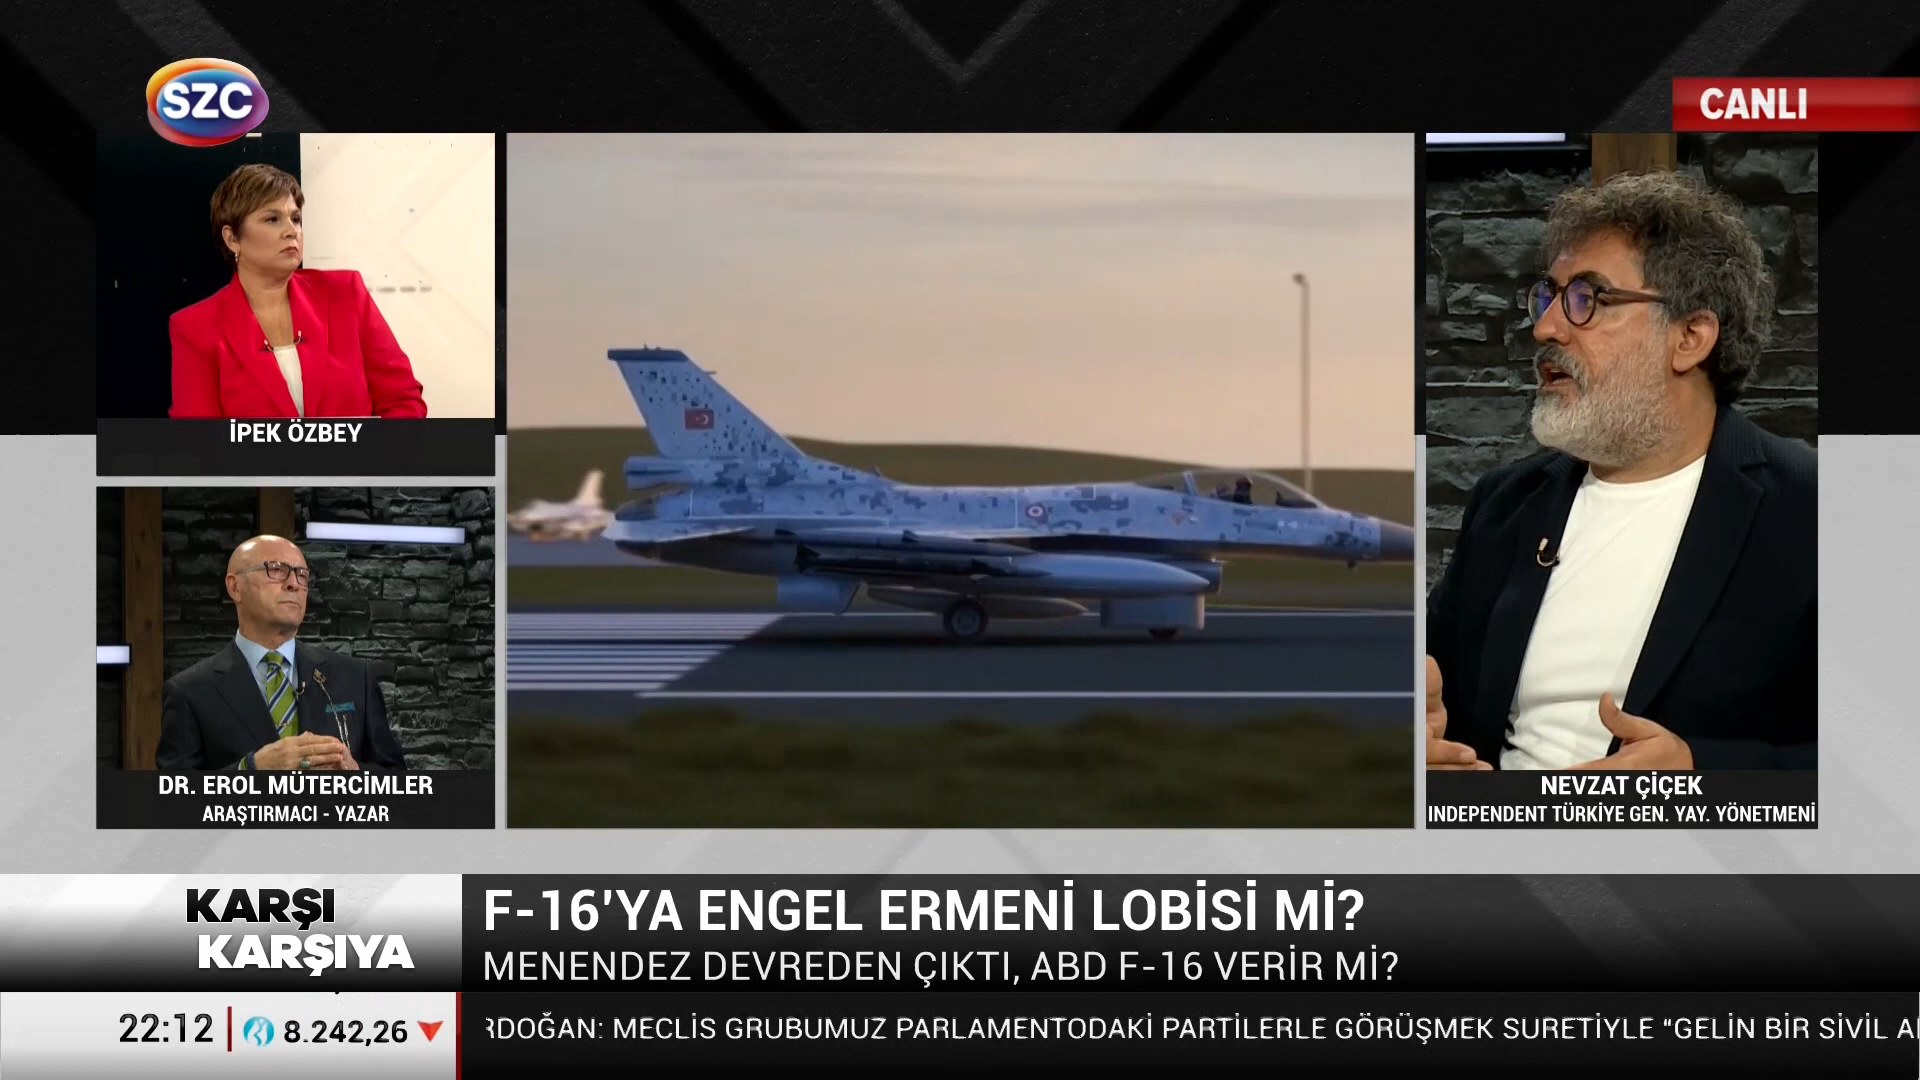 SZC
CANLI
İPEK ÖZBEY
DR. EROL MÜTERCİMLER
ARAŞTIRMACI - YAZAR
NEVZAT ÇİÇEK
INDEPENDENT TÜRKİYE GEN. YAY. YÖNETMENİ
KARŞI
KARŞIYA
F-16'YA ENGEL ERMENİ LOBİSİ Mİ?
MENENDEZ DEVREDEN ÇIKTI, ABD F-16 VERİR Mİ?
22:12
8.242,26
RDOĞAN: MECLİS GRUBUMUZ PARLAMENTODAKİ PARTİLERLE GÖRÜŞMEK SURETİYLE “GELİN BİR SİVİL